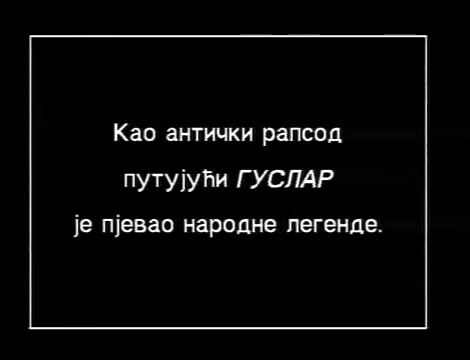 Као антички рапсод
путујући ГУСЛАР
је пјевао народне легенде.